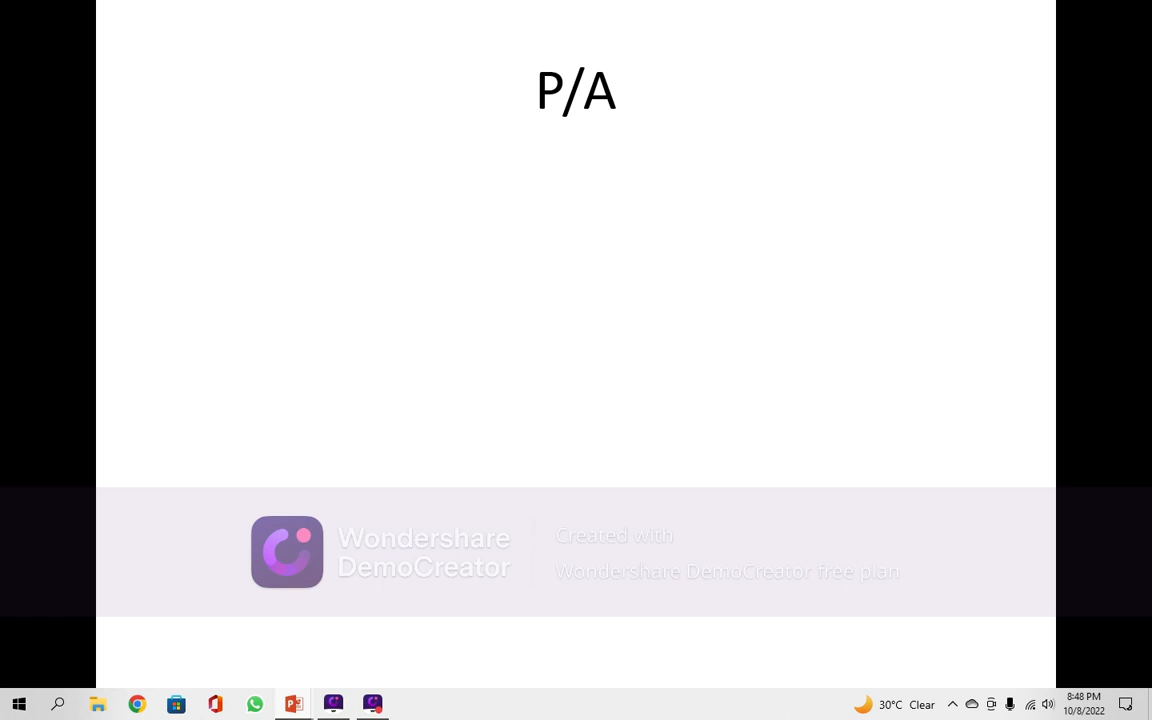 P/A
Wondershare
DemoCreator
Created with
Wondershare DemoCreator free plan
30°C Clear
8:48 PM
10/8/2022